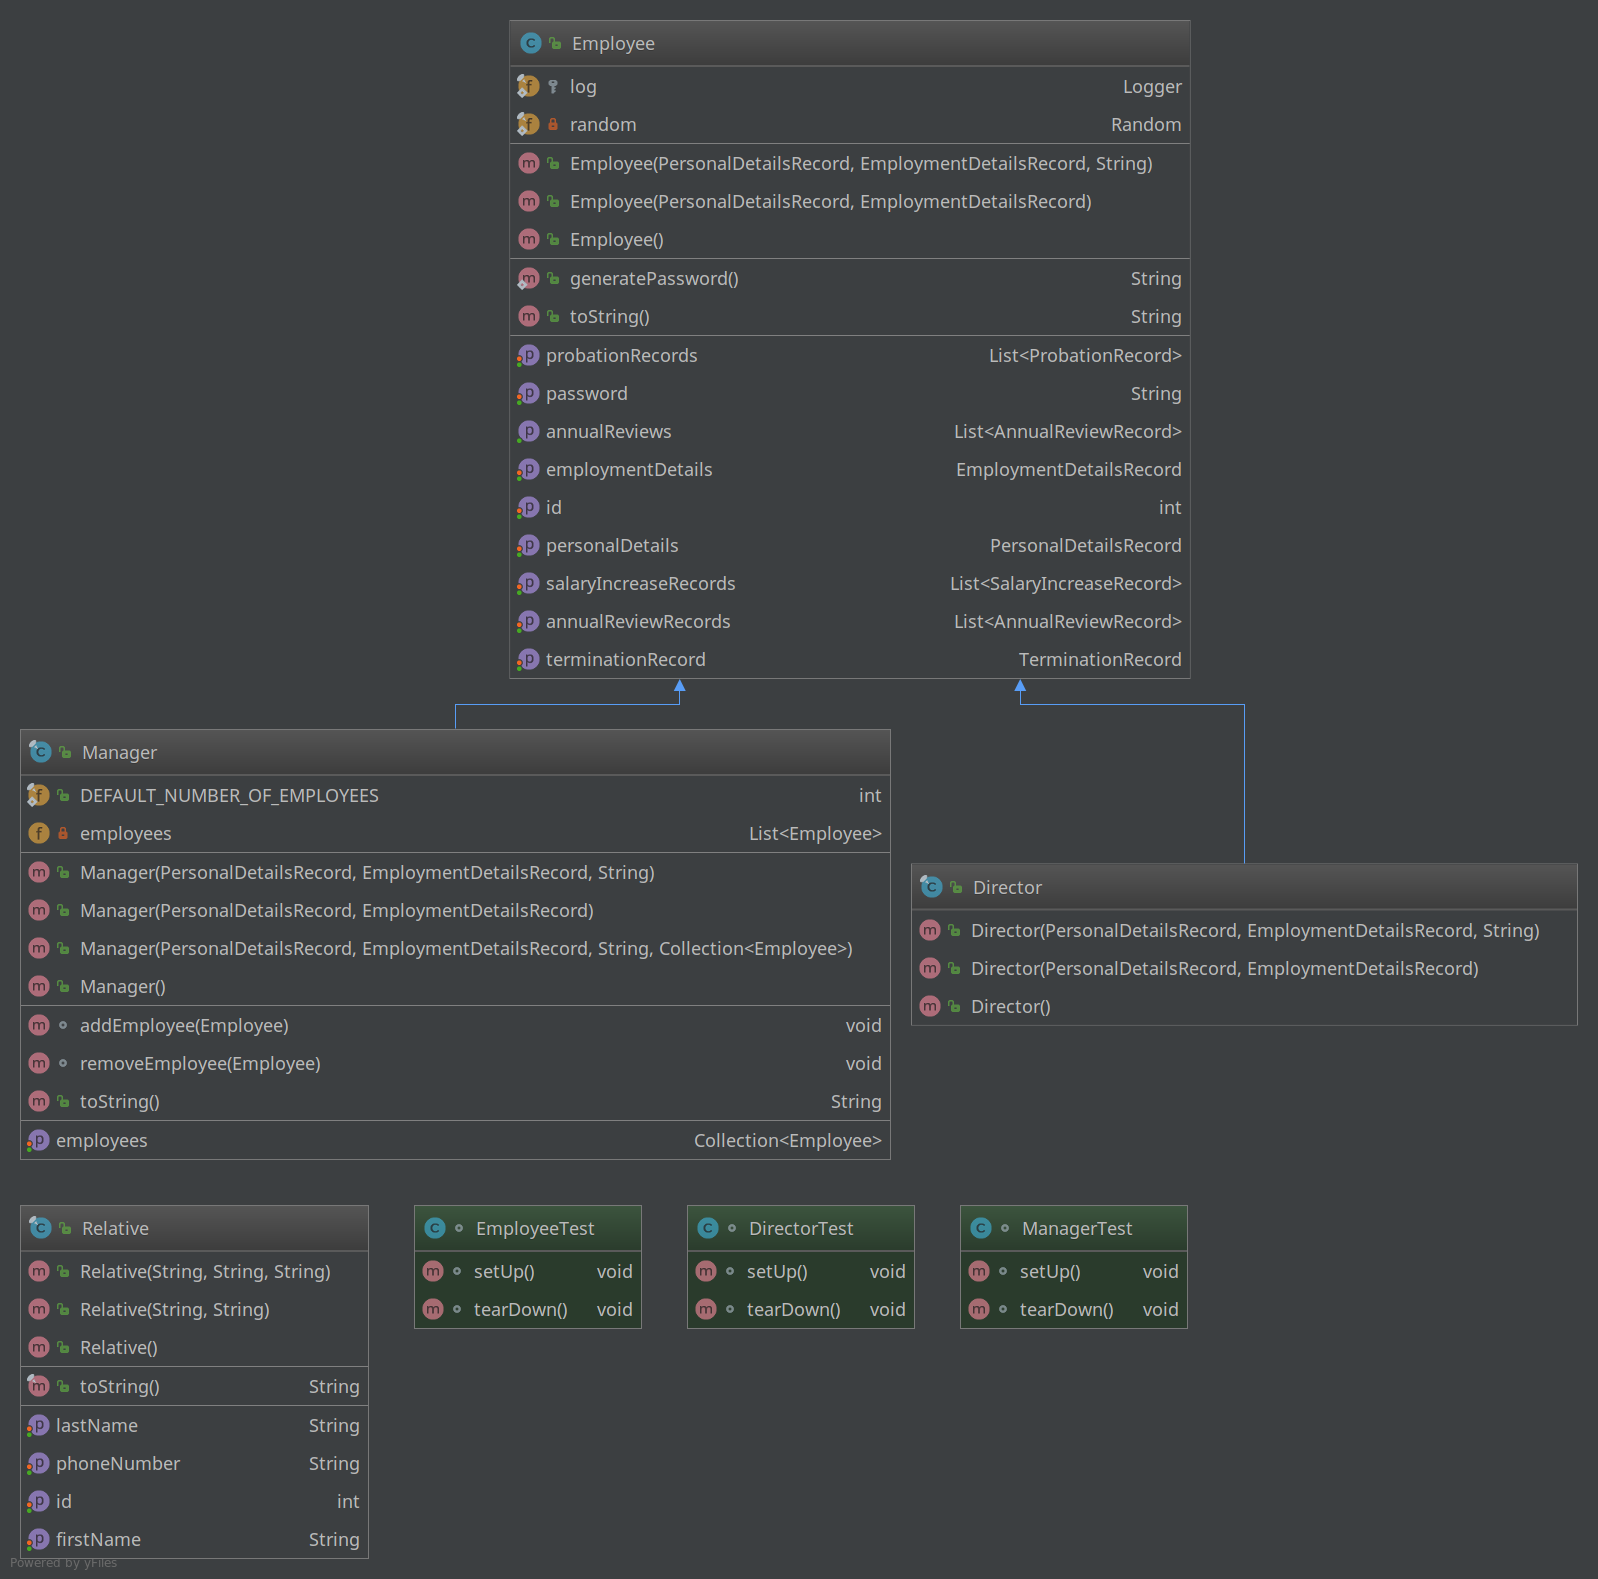 Employee
log Logger
random Random
Employee(PersonalDetailsRecord, EmploymentDetailsRecord, String)
Employee(PersonalDetailsRecord, EmploymentDetailsRecord)
Employee()
generatePassword() String
toString() String
probationRecords List<ProbationRecord>
password String
annualReviews List<AnnualReviewRecord>
employmentDetails EmploymentDetailsRecord
id int
personalDetails PersonalDetailsRecord
salaryIncreaseRecords List<SalaryIncreaseRecord>
annualReviewRecords List<AnnualReviewRecord>
terminationRecord TerminationRecord
Manager
DEFAULT_NUMBER_OF_EMPLOYEES int
employees List<Employee>
Manager(PersonalDetailsRecord, EmploymentDetailsRecord, String)
Manager(PersonalDetailsRecord, EmploymentDetailsRecord)
Manager(PersonalDetailsRecord, EmploymentDetailsRecord, String, Collection<Employee>)
Manager()
addEmployee(Employee) void
removeEmployee(Employee) void
toString() String
employees Collection<Employee>
Director
Director(PersonalDetailsRecord, EmploymentDetailsRecord, String)
Director(PersonalDetailsRecord, EmploymentDetailsRecord)
Director()
Relative
Relative(String, String, String)
Relative(String, String)
Relative()
toString() String
lastName String
phoneNumber String
id int
firstName String
EmployeeTest
setUp() void
tearDown() void
DirectorTest
setUp() void
tearDown() void
ManagerTest
setUp() void
tearDown() void
Powered by yFiles